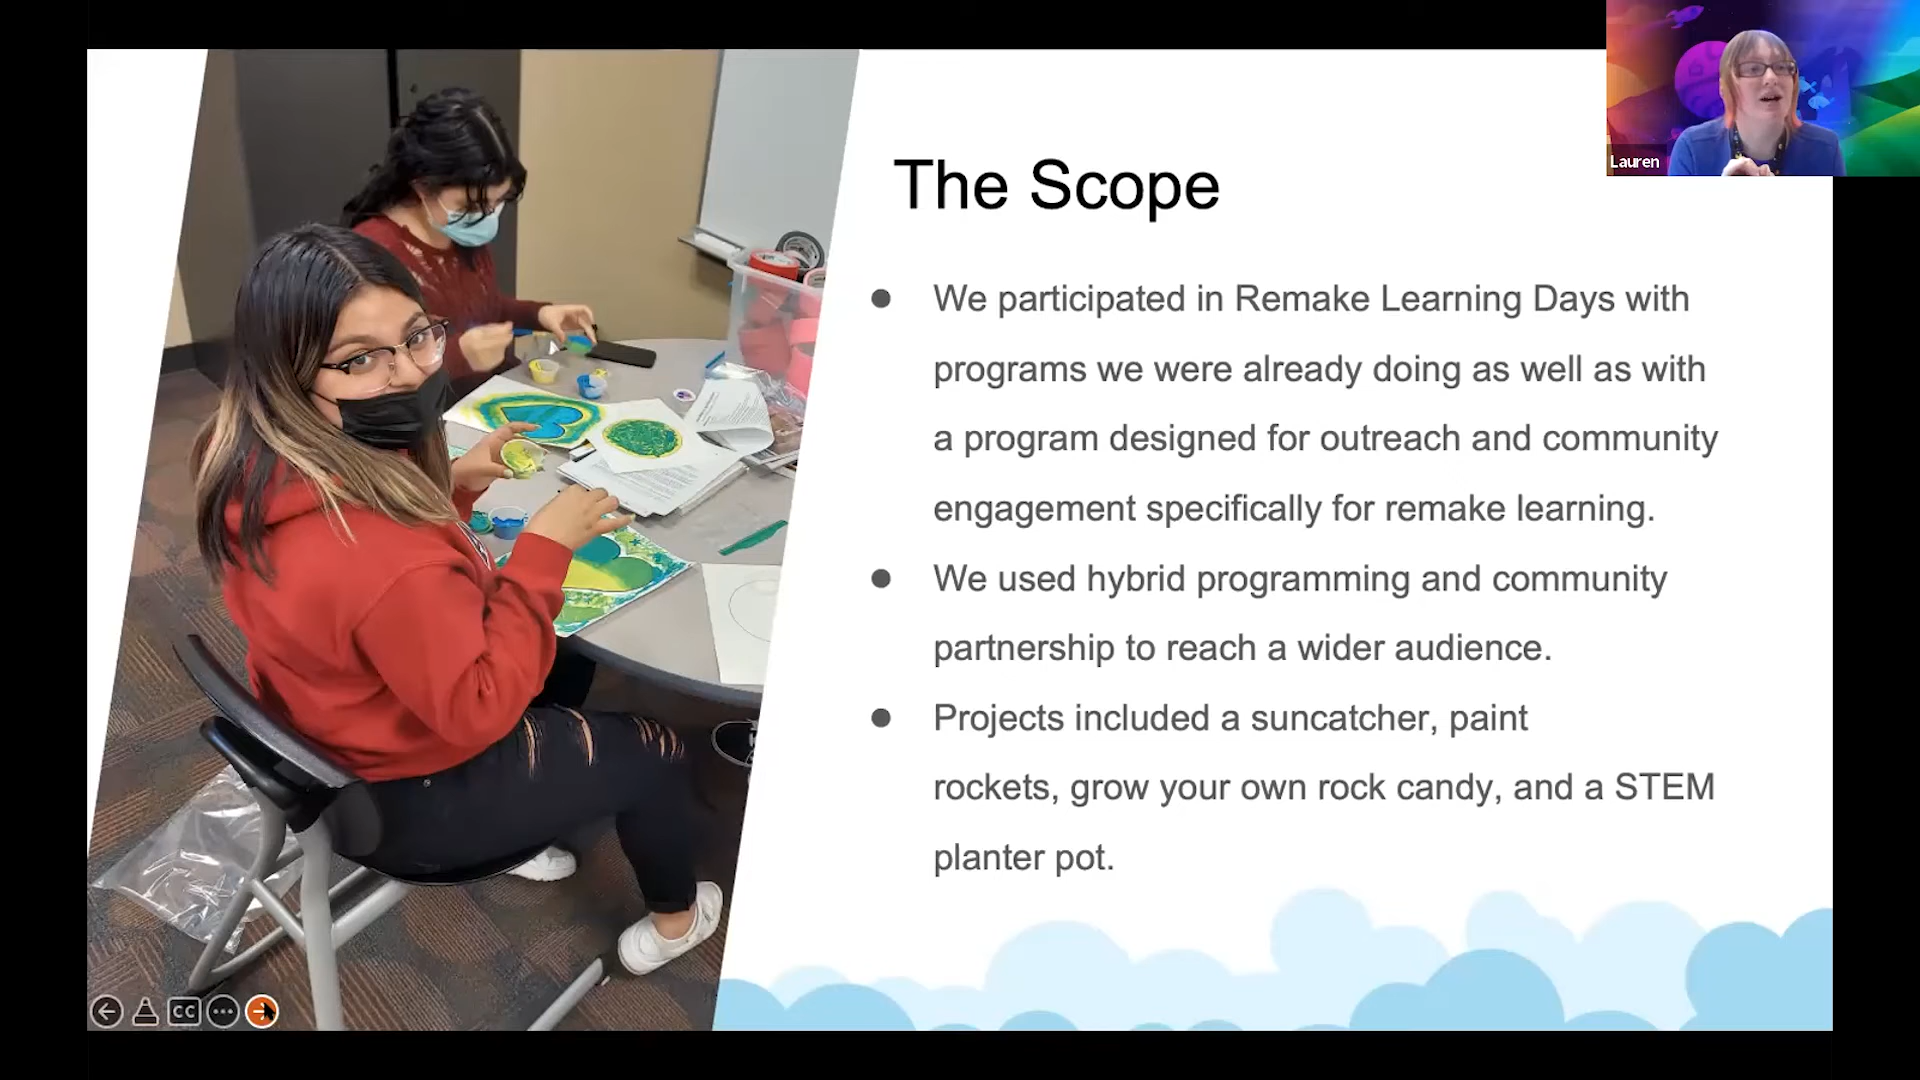 Lauren
The Scope
● We participated in Remake Learning Days with
programs we were already doing as well as with
a program designed for outreach and community
engagement specifically for remake learning.
● We used hybrid programming and community
partnership to reach a wider audience.
● Projects included a suncatcher, paint
rockets, grow your own rock candy, and a STEM
planter pot.
CC